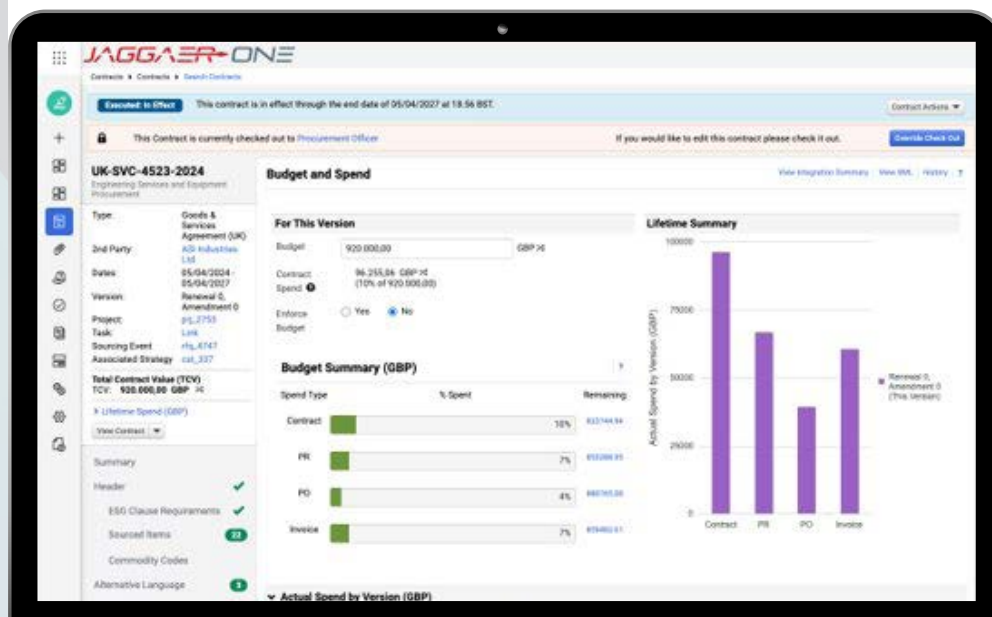 JAGGAER ONE
Contracts > Contracts > Search Contracts
Executed: In Effect This contract is in effect through the end date of 05/04/2027 at 18.56 BST.
Contract Actions
This Contract is currently checked out to Procurement Officer
If you would like to edit this contract please check it out.
Override Check Out
UK-SVC-4523-2024
Engineering Services and Equipment
Procurement
Type: Goods &
Services
Agreement (UK)
2nd Party
Ltd
Dates 05/04/2024 -
05/04/2027
Version: Renewal 0,
Amendment 0
Project:
Task: Link
Sourcing Event
Associated Strategy
Total Contract Value (TCV)
TCV: 920.000,00 GBP
Lifetime Spend (GBP)
View Contract
Summary
Header
ESG Clause Requirements
Sourced Items 22
Commodity Codes
Alternative Language 3
Budget and Spend
View Integration Summary View XML History ?
For This Version
Budget 920.000,00 GBP
Contract 96.255,06 GBP
Spend (10% of 920.000,00)
Enforce Yes No
Budget
Budget Summary (GBP) ?
Spend Type % Spent Remaining
Contract 10%
PR 7%
PO 4%
Invoice 7%
Actual Spend by Version (GBP)
Lifetime Summary
100000
75000
50000
25000
0
Actual Spend by Version (GBP)
Contract PR PO Invoice
Renewal 0,
Amendment 0
(This Version)